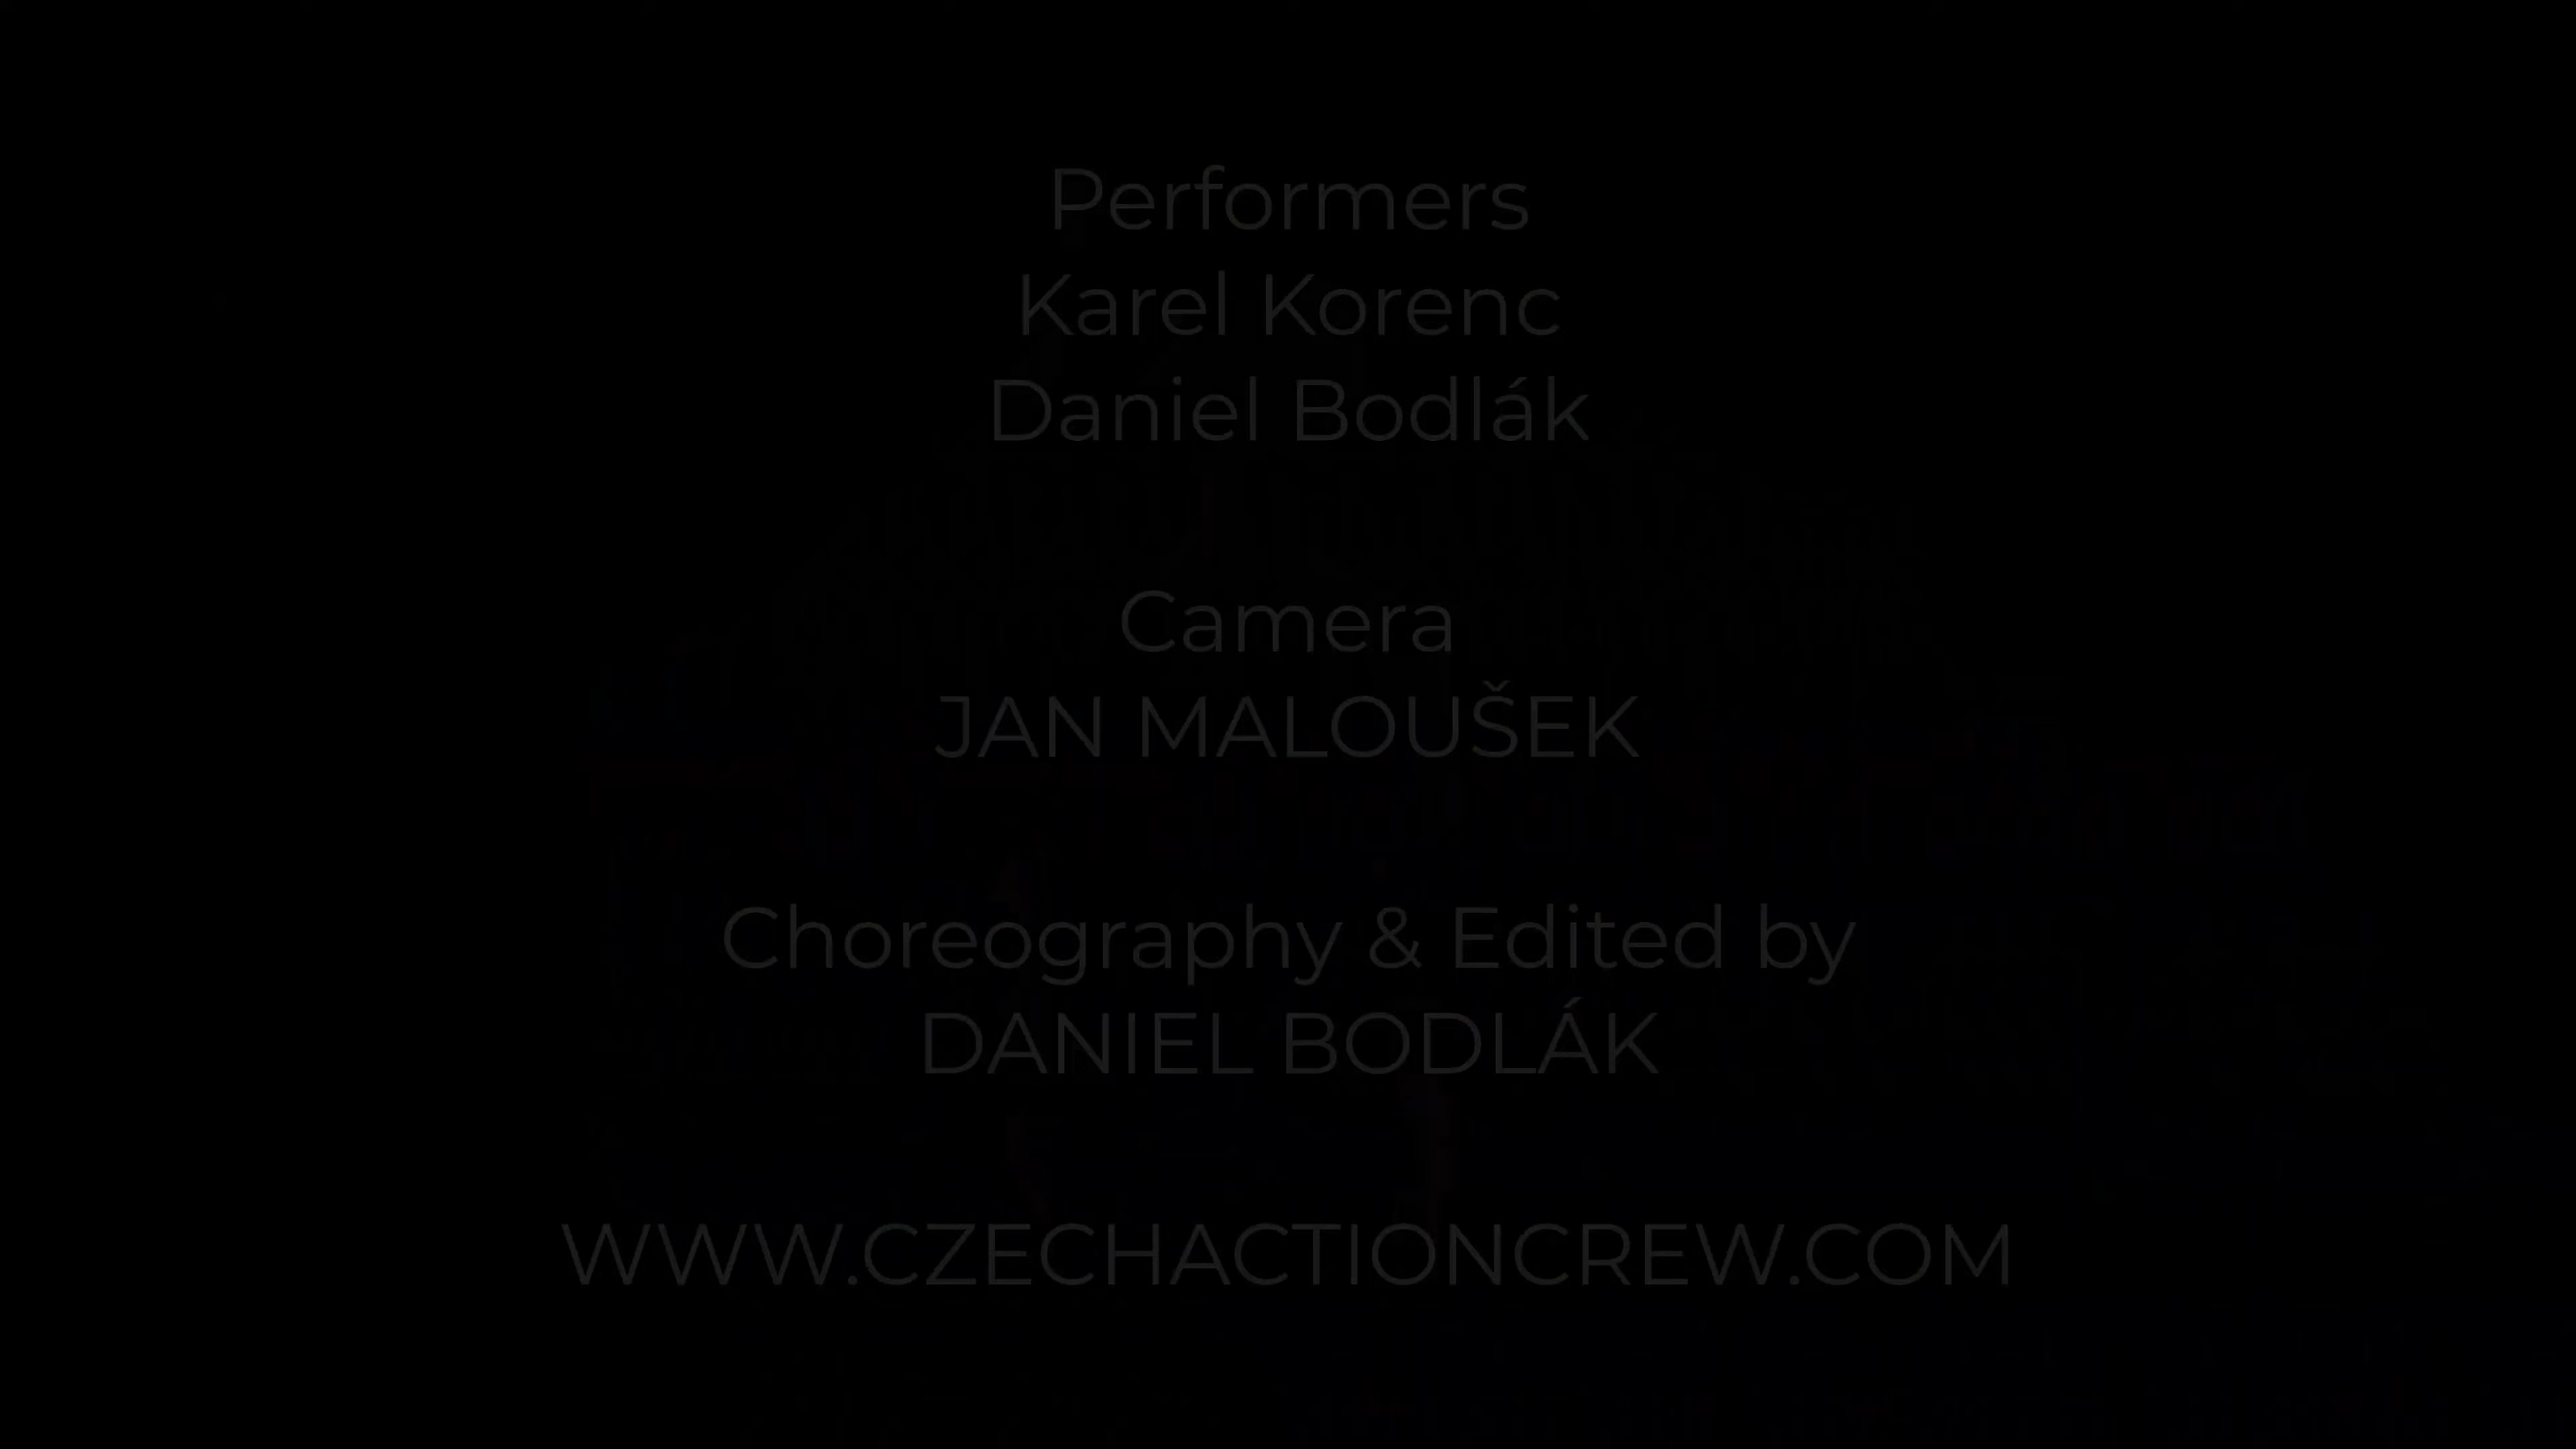 Performers
Karel Korenc
Daniel Bodlák
Camera
JAN MALOUŠEK
Choreography & Edited by
DANIEL BODLÁK
WWW.CZECHACTIONCREW.COM